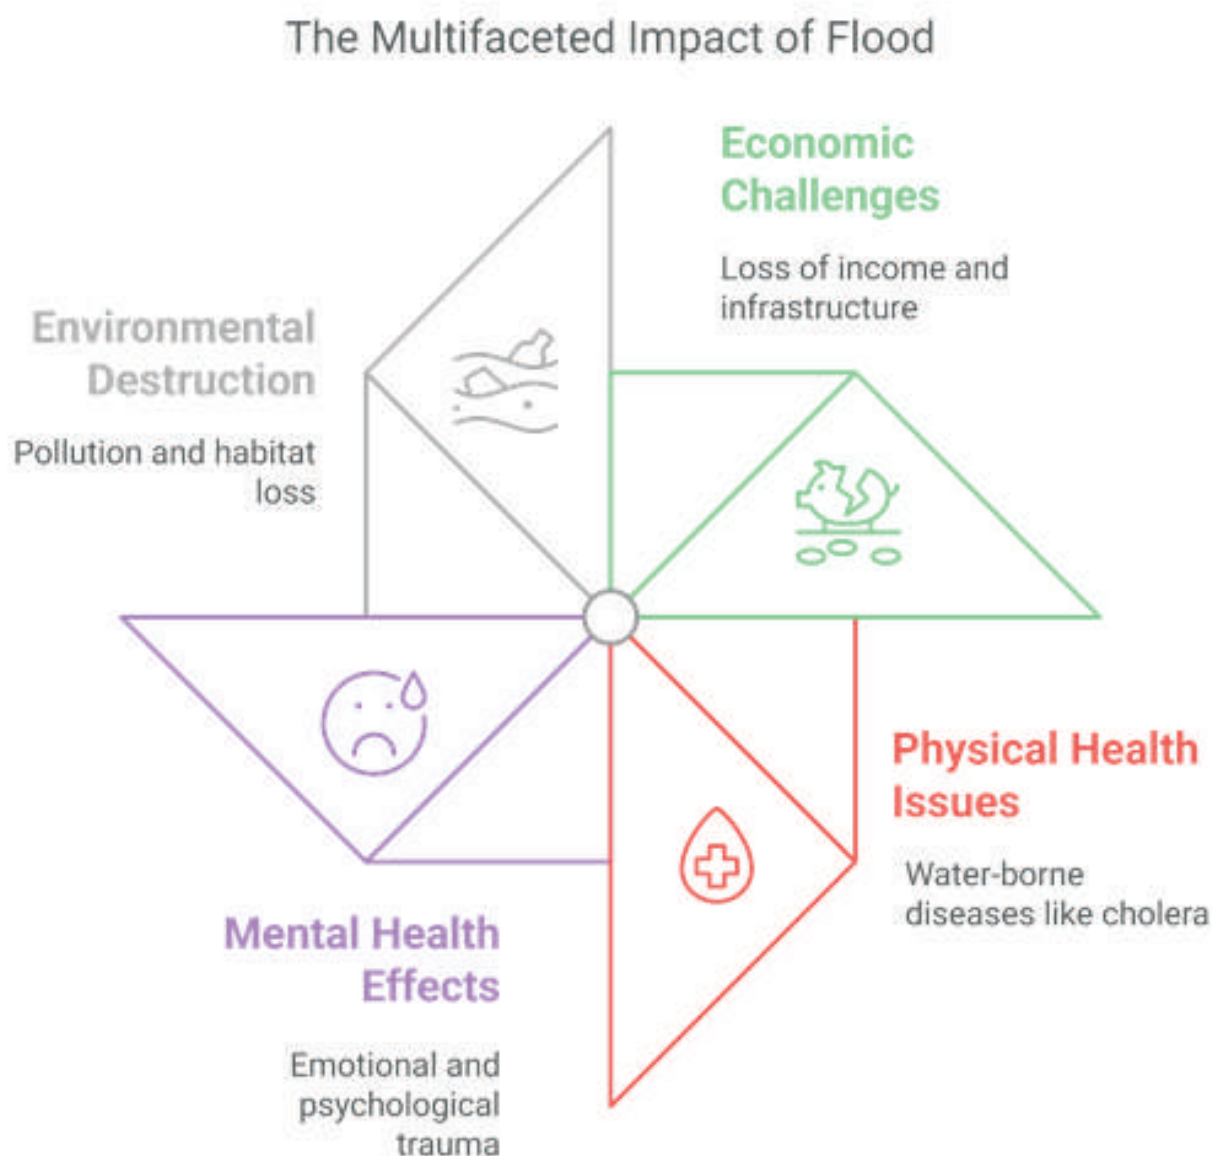 The Multifaceted Impact of Flood
Economic
Challenges
Loss of income and
infrastructure
Environmental
Destruction
Pollution and habitat
loss
Physical Health
Issues
Water-borne
diseases like cholera
Mental Health
Effects
Emotional and
psychological
trauma